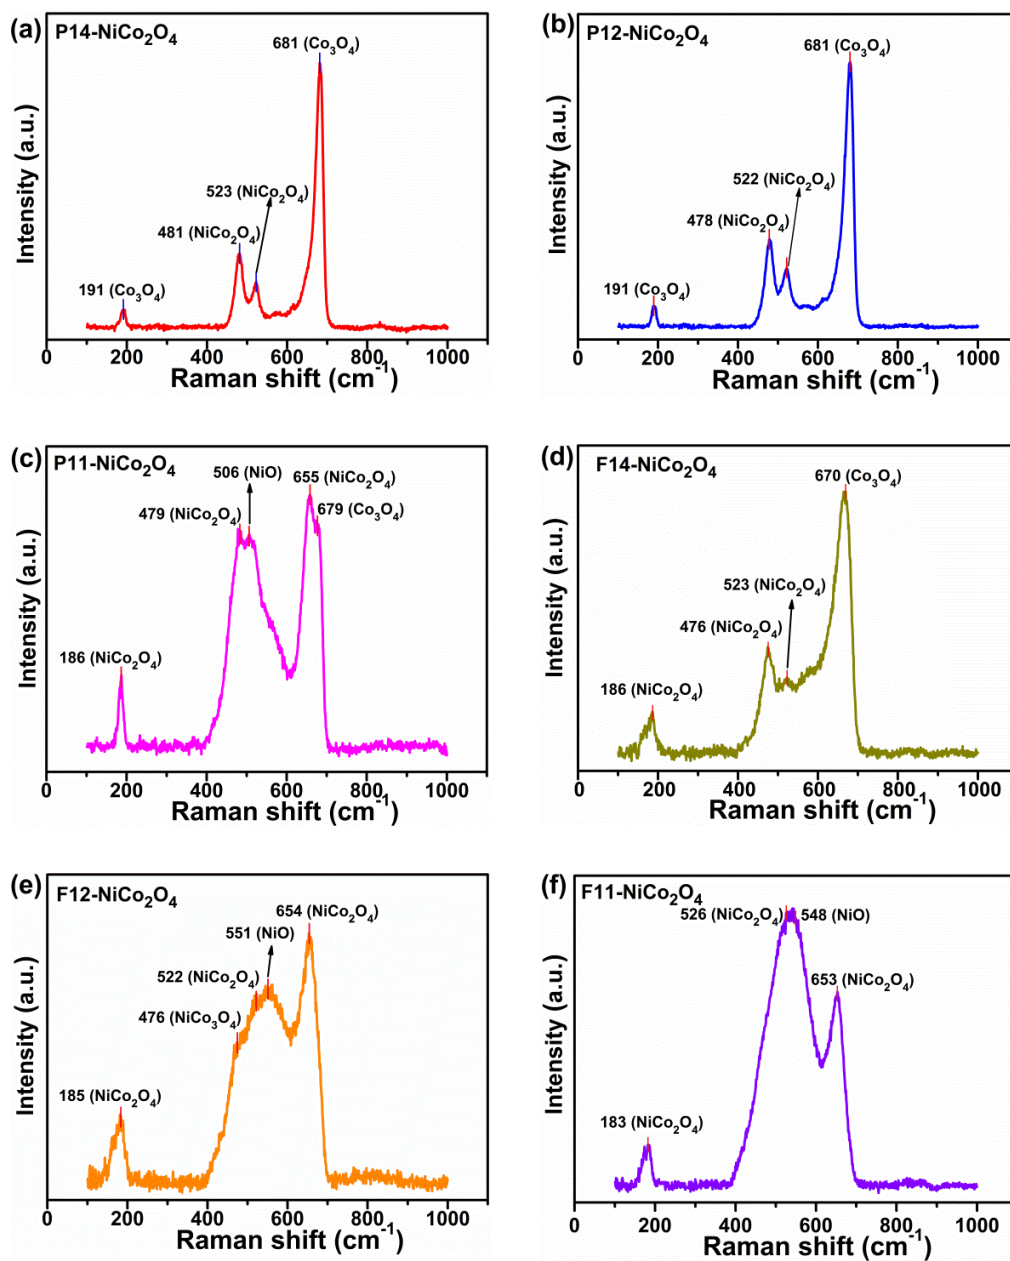 (a) P14-NiCo₂O₄
681 (Co₃O₄)
523 (NiCo₂O₄)
481 (NiCo₂O₄)
191 (Co₃O₄)
Intensity (a.u.)
0 200 400 600 800 1000
Raman shift (cm⁻¹)
(b) P12-NiCo₂O₄
681 (Co₃O₄)
522 (NiCo₂O₄)
478 (NiCo₂O₄)
191 (Co₃O₄)
Intensity (a.u.)
0 200 400 600 800 1000
Raman shift (cm⁻¹)
(c) P11-NiCo₂O₄
506 (NiO)
655 (NiCo₂O₄)
479 (NiCo₂O₄)
679 (Co₃O₄)
186 (NiCo₂O₄)
Intensity (a.u.)
0 200 400 600 800 1000
Raman shift (cm⁻¹)
(d) F14-NiCo₂O₄
670 (Co₃O₄)
523 (NiCo₂O₄)
476 (NiCo₂O₄)
186 (NiCo₂O₄)
Intensity (a.u.)
0 200 400 600 800 1000
Raman shift (cm⁻¹)
(e) F12-NiCo₂O₄
654 (NiCo₂O₄)
551 (NiO)
522 (NiCo₂O₄)
476 (NiCo₃O₄)
185 (NiCo₂O₄)
Intensity (a.u.)
0 200 400 600 800 1000
Raman shift (cm⁻¹)
(f) F11-NiCo₂O₄
526 (NiCo₂O₄) 548 (NiO)
653 (NiCo₂O₄)
183 (NiCo₂O₄)
Intensity (a.u.)
0 200 400 600 800 1000
Raman shift (cm⁻¹)